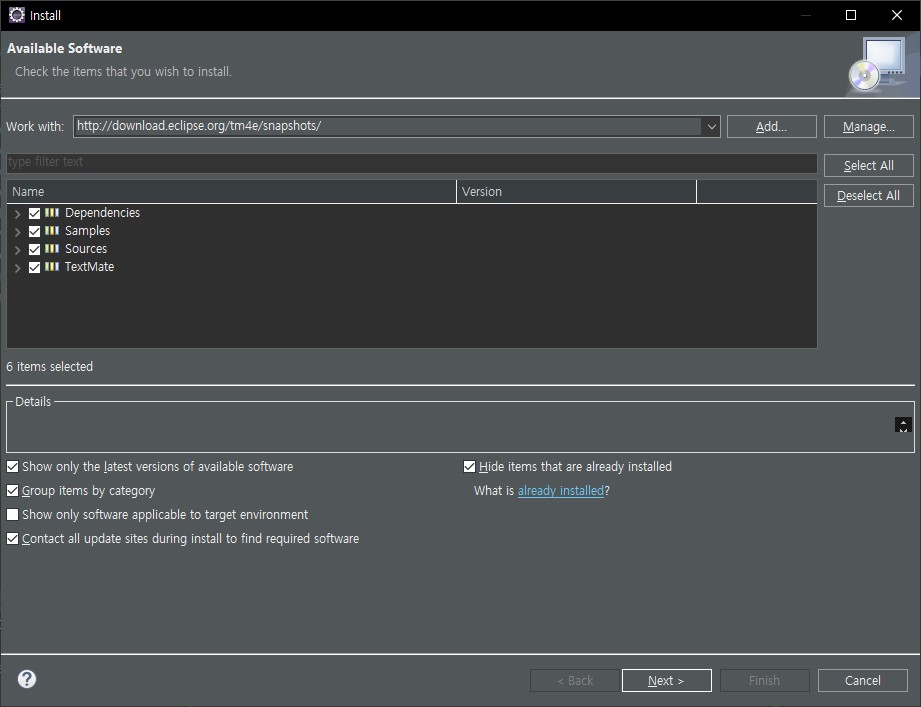 Install
Available Software
Check the items that you wish to install.
Work with: http://download.eclipse.org/tm4e/snapshots/ Add... Manage...
type filter text Select All
Name Version Deselect All
Dependencies
Samples
Sources
TextMate
6 items selected
Details
Show only the latest versions of available software Hide items that are already installed
Group items by category What is already installed?
Show only software applicable to target environment
Contact all update sites during install to find required software
? < Back Next > Finish Cancel